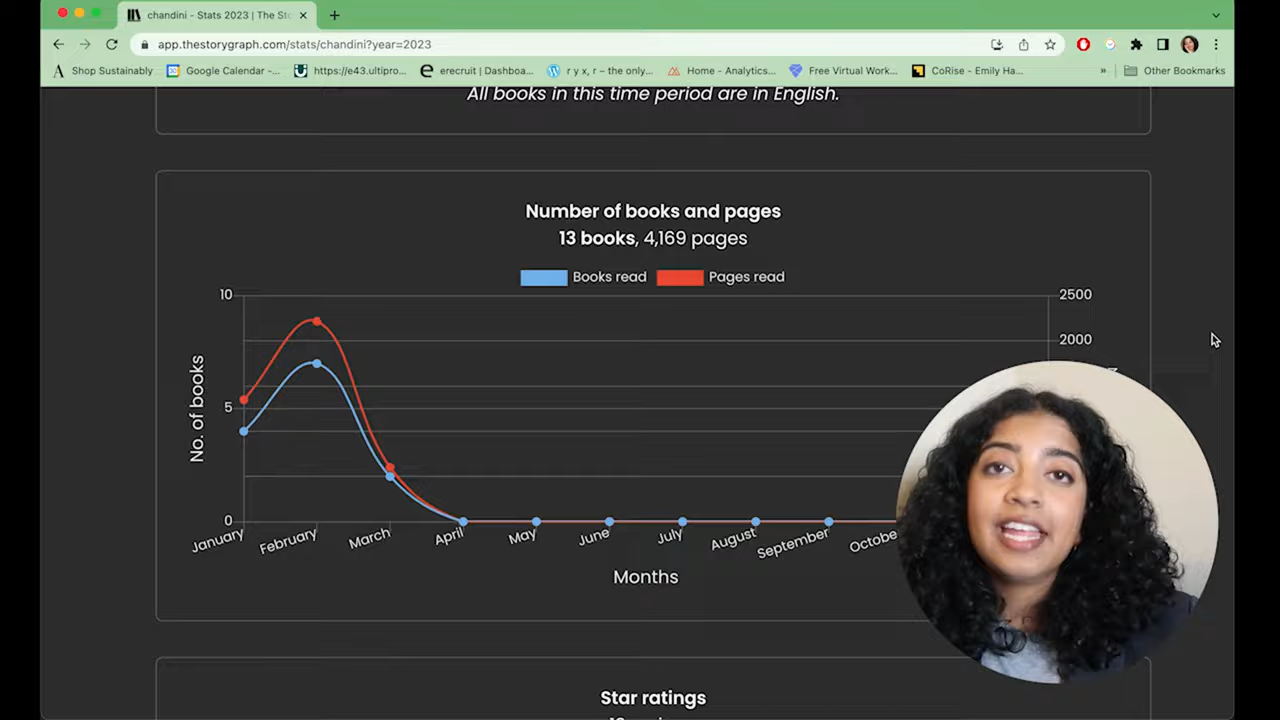 chandini - Stats 2023 | The Sto
app.thestorygraph.com/stats/chandini?year=2023
Shop Sustainably
Google Calendar -...
https://e43.ultipro...
erecruit | Dashboa...
r y x, r – the only...
Home - Analytics...
Free Virtual Work...
CoRise – Emily Ha...
»
Other Bookmarks
All books in this time period are in English.
Number of books and pages
13 books, 4,169 pages
Books read
Pages read
10
2500
2000
5
0
No. of books
January
February
March
April
May
June
July
August
September
Octobe
Months
Star ratings